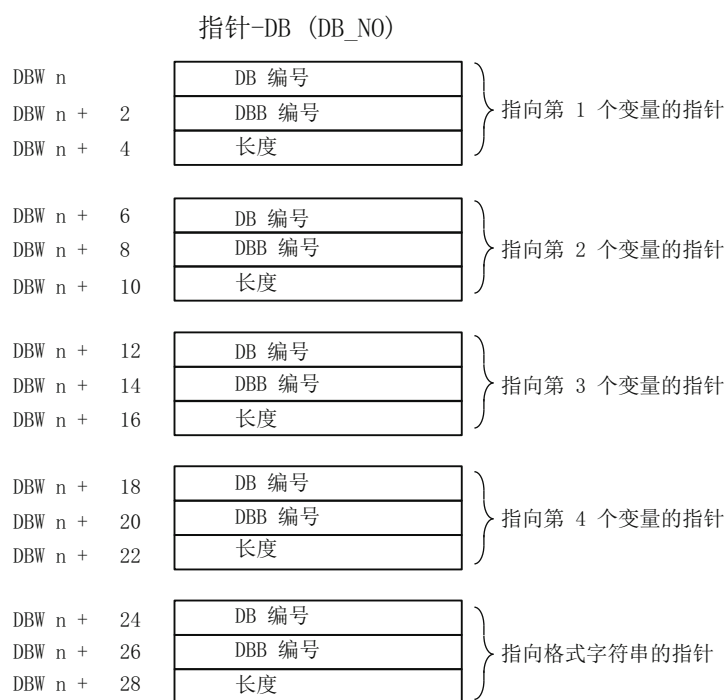 指针-DB (DB_NO)
DBW n DB 编号
DBW n + 2 DBB 编号 指向第 1 个变量的指针
DBW n + 4 长度
DBW n + 6 DB 编号
DBW n + 8 DBB 编号 指向第 2 个变量的指针
DBW n + 10 长度
DBW n + 12 DB 编号
DBW n + 14 DBB 编号 指向第 3 个变量的指针
DBW n + 16 长度
DBW n + 18 DB 编号
DBW n + 20 DBB 编号 指向第 4 个变量的指针
DBW n + 22 长度
DBW n + 24 DB 编号
DBW n + 26 DBB 编号 指向格式字符串的指针
DBW n + 28 长度